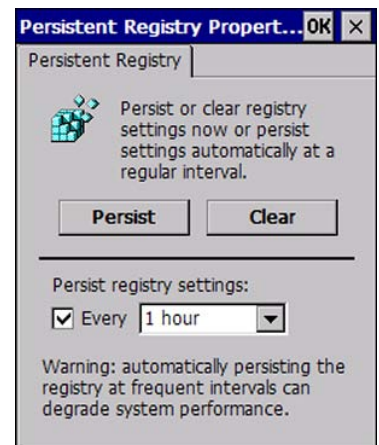 Persistent Registry Propert... OK ×
Persistent Registry
Persist or clear registry
settings now or persist
settings automatically at a
regular interval.
Persist Clear
Persist registry settings:
Every 1 hour
Warning: automatically persisting the
registry at frequent intervals can
degrade system performance.